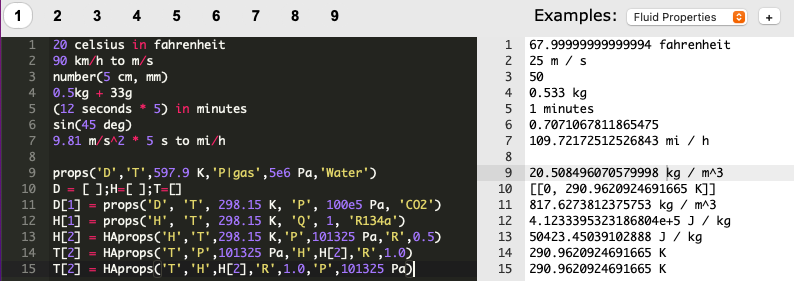 1 2 3 4 5 6 7 8 9 Examples: Fluid Properties +
1 20 celsius in fahrenheit
2 90 km/h to m/s
3 number(5 cm, mm)
4 0.5kg + 33g
5 (12 seconds * 5) in minutes
6 sin(45 deg)
7 9.81 m/s^2 * 5 s to mi/h
8
9 props('D','T',597.9 K,'P|gas',5e6 Pa,'Water')
10 D = [ ];H=[ ];T=[]
11 D[1] = props('D', 'T', 298.15 K, 'P', 100e5 Pa, 'CO2')
12 H[1] = props('H', 'T', 298.15 K, 'Q', 1, 'R134a')
13 H[2] = HAprops('H','T',298.15 K,'P',101325 Pa,'R',0.5)
14 T[2] = HAprops('T','P',101325 Pa,'H',H[2],'R',1.0)
15 T[2] = HAprops('T','H',H[2],'R',1.0,'P',101325 Pa)
1 67.99999999999994 fahrenheit
2 25 m / s
3 50
4 0.533 kg
5 1 minutes
6 0.7071067811865475
7 109.72172512526843 mi / h
8
9 20.508496070579998 kg / m^3
10 [[0, 290.9620924691665 K]]
11 817.6273812375753 kg / m^3
12 4.1233395323186804e+5 J / kg
13 50423.45039102888 J / kg
14 290.9620924691665 K
15 290.9620924691665 K